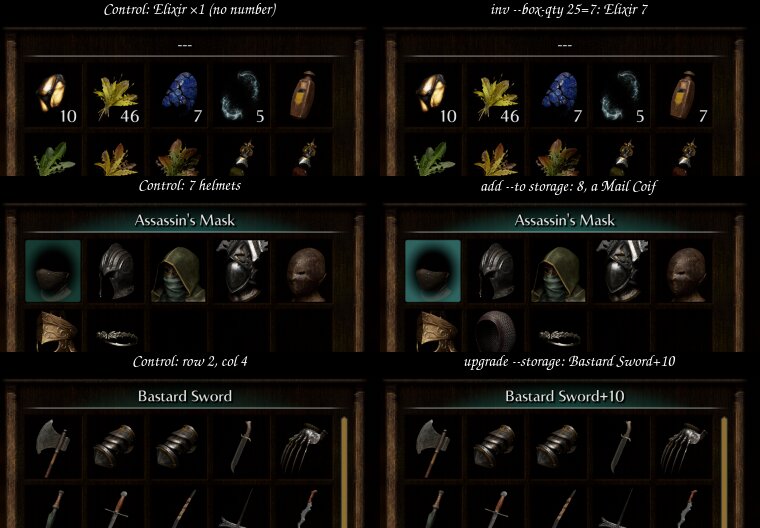 Control: Elixir ×1 (no number)
inv --box-qty 25=7: Elixir 7
---
---
10 46 7 5
10 46 7 5 7
Control: 7 helmets
add --to storage: 8, a Mail Coif
Assassin's Mask
Assassin's Mask
Control: row 2, col 4
upgrade --storage: Bastard Sword+10
Bastard Sword
Bastard Sword+10